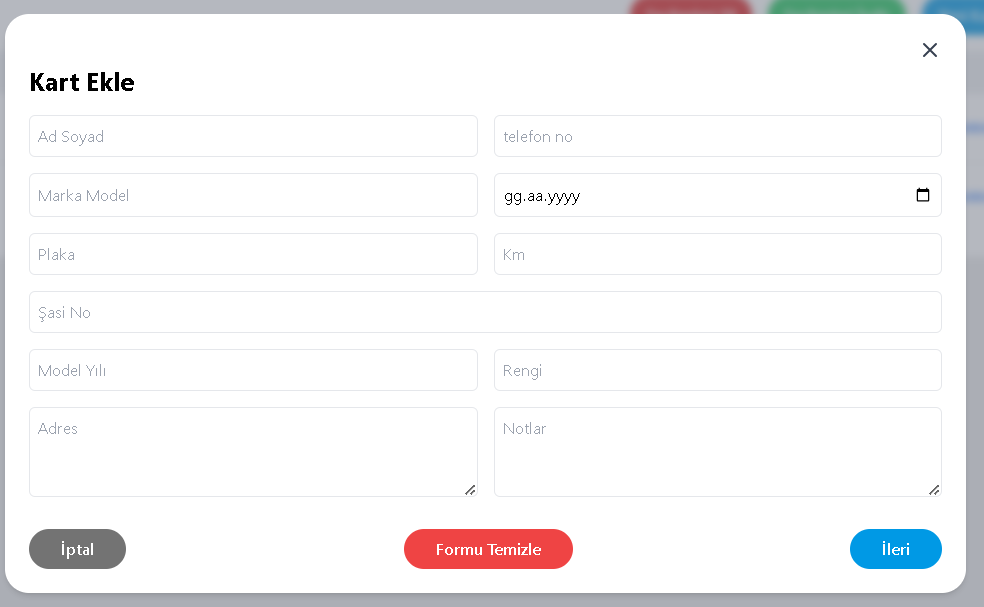 Kart Ekle
Ad Soyad
telefon no
Marka Model
gg.aa.yyyy
Plaka
Km
Şasi No
Model Yılı
Rengi
Adres
Notlar
İptal
Formu Temizle
İleri